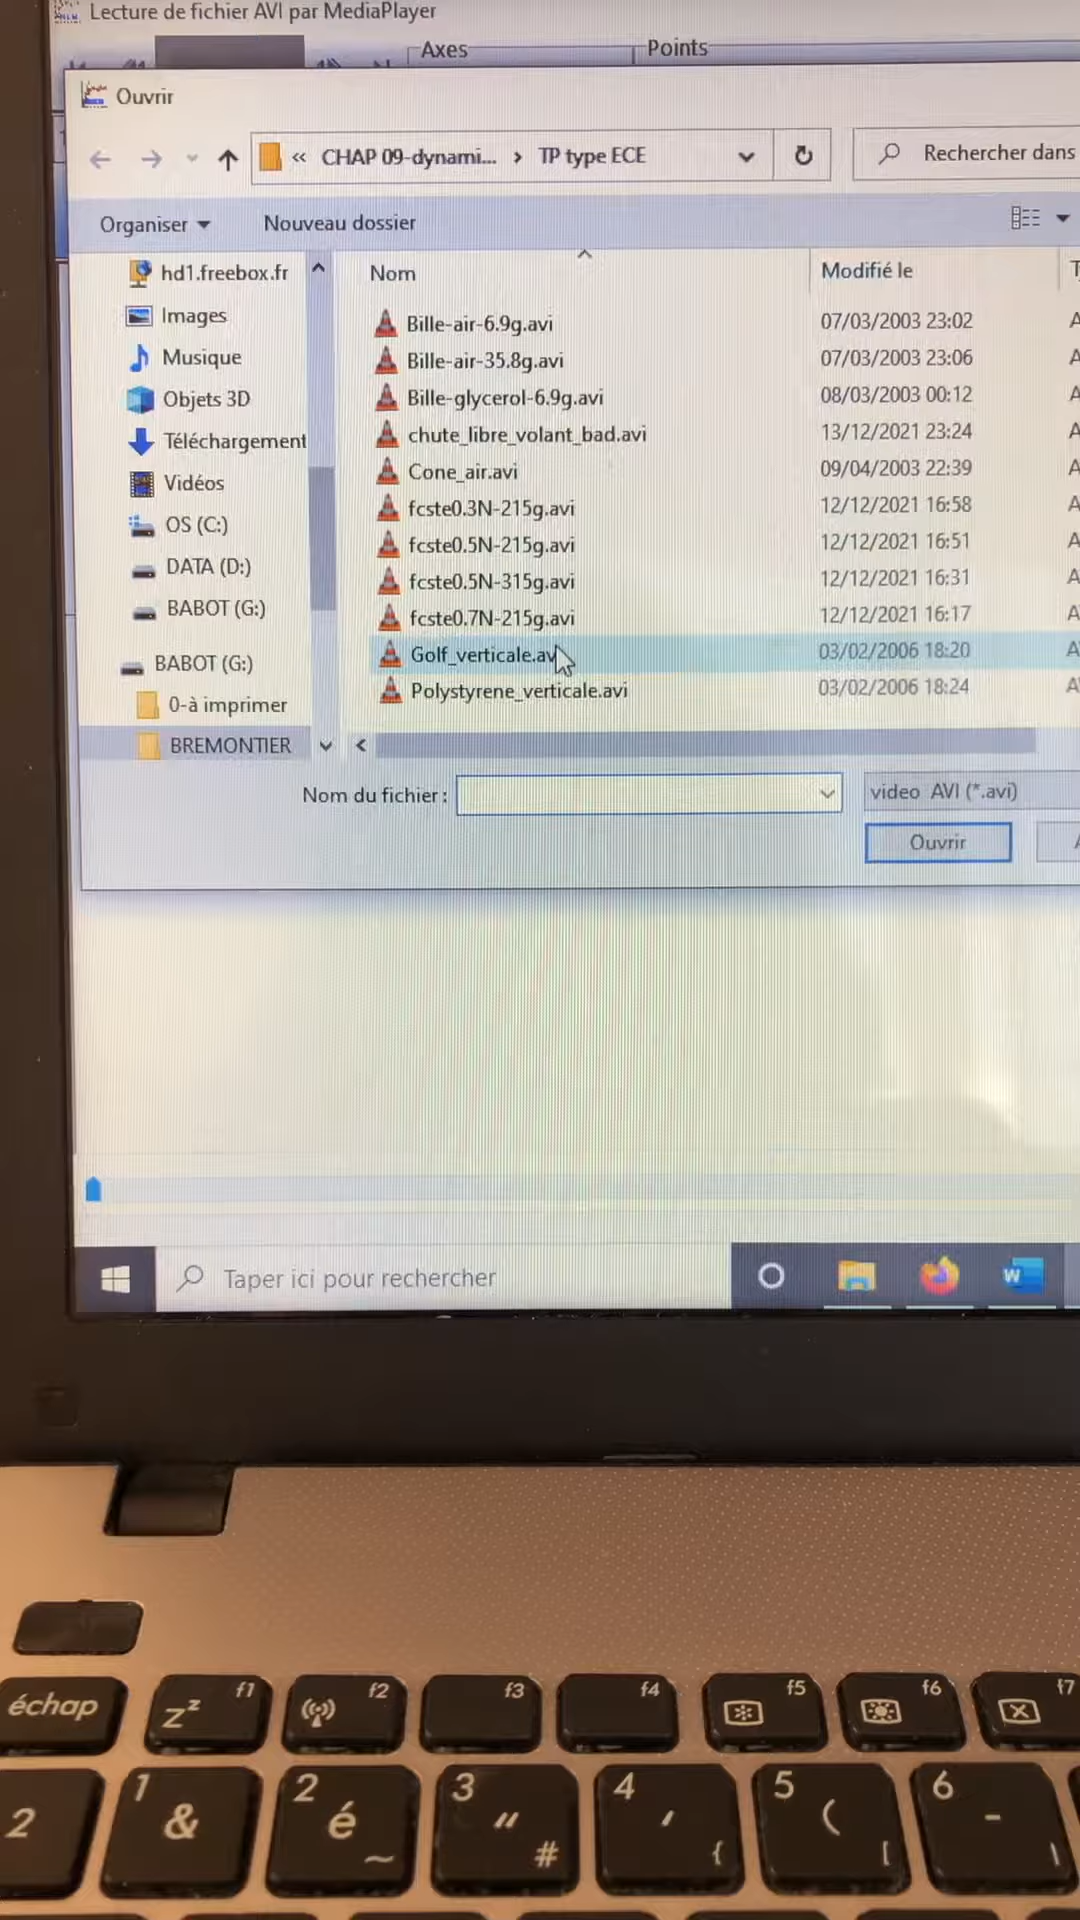 Lecture de fichier AVI par MediaPlayer
Axes
Points
Ouvrir
« CHAP 09-dynami... › TP type ECE
Rechercher dans
Organiser
Nouveau dossier
Nom
Modifié le
hd1.freebox.fr
Images
Musique
Objets 3D
Téléchargement
Vidéos
OS (C:)
DATA (D:)
BABOT (G:)
BABOT (G:)
0-à imprimer
BREMONTIER
Bille-air-6.9g.avi 07/03/2003 23:02 A
Bille-air-35.8g.avi 07/03/2003 23:06 A
Bille-glycerol-6.9g.avi 08/03/2003 00:12 A
chute_libre_volant_bad.avi 13/12/2021 23:24 A
Cone_air.avi 09/04/2003 22:39 A
fcste0.3N-215g.avi 12/12/2021 16:58 A
fcste0.5N-215g.avi 12/12/2021 16:51 A
fcste0.5N-315g.avi 12/12/2021 16:31 A
fcste0.7N-215g.avi 12/12/2021 16:17 A
Golf_verticale.av 03/02/2006 18:20 A
Polystyrene_verticale.avi 03/02/2006 18:24 A
Nom du fichier :
video AVI (*.avi)
Ouvrir
Taper ici pour rechercher
W
échap
zz f1
f2
f3
f4
f5
f6
f7
2
1 &
2 é ~
3 " #
4 ' {
5 ( [
6 - |